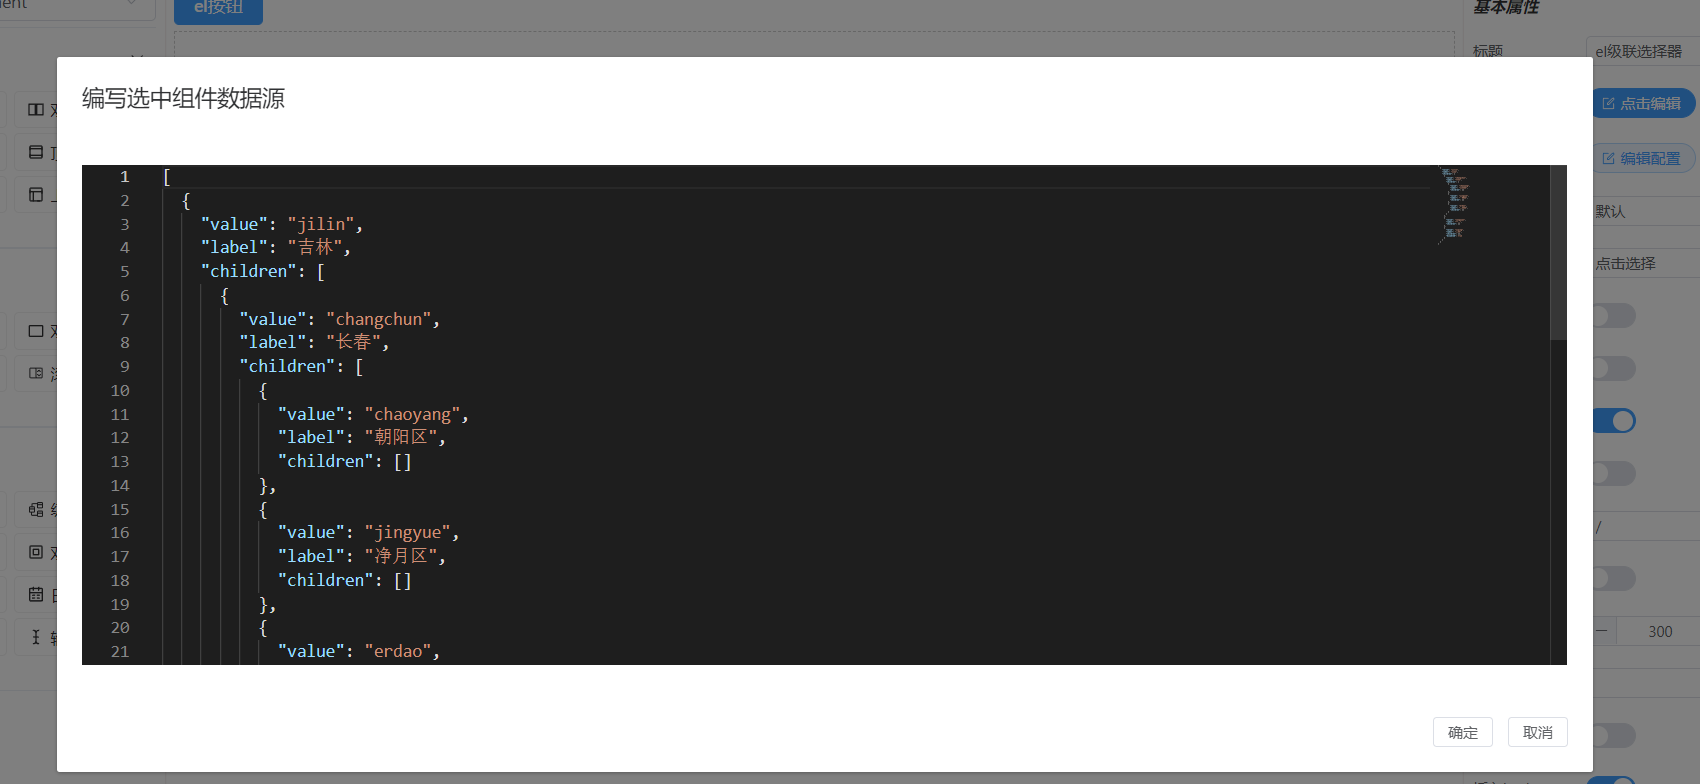 el按钮
基本属性
标题
el级联选择器
编写选中组件数据源
点击编辑
编辑配置
默认
点击选择
/
300
1 [
2 {
3 "value": "jilin",
4 "label": "吉林",
5 "children": [
6 {
7 "value": "changchun",
8 "label": "长春",
9 "children": [
10 {
11 "value": "chaoyang",
12 "label": "朝阳区",
13 "children": []
14 },
15 {
16 "value": "jingyue",
17 "label": "净月区",
18 "children": []
19 },
20 {
21 "value": "erdao",
确定
取消